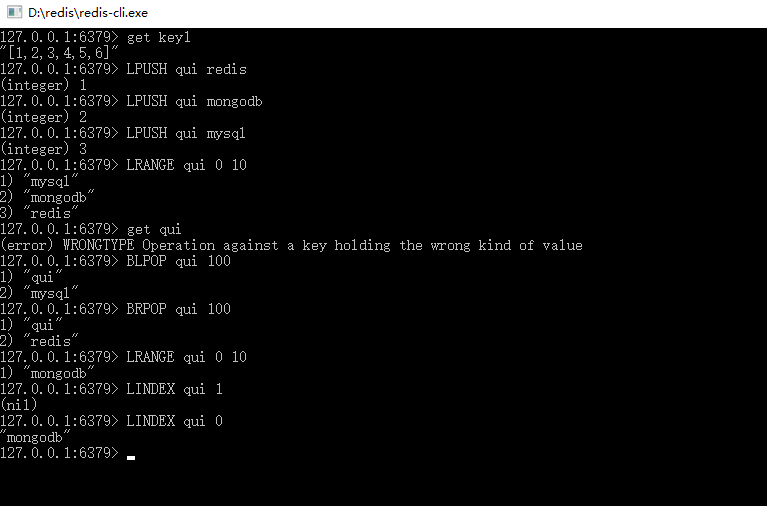 D:\redis\redis-cli.exe
127.0.0.1:6379> get key1
"[1,2,3,4,5,6]"
127.0.0.1:6379> LPUSH qui redis
(integer) 1
127.0.0.1:6379> LPUSH qui mongodb
(integer) 2
127.0.0.1:6379> LPUSH qui mysql
(integer) 3
127.0.0.1:6379> LRANGE qui 0 10
1) "mysql"
2) "mongodb"
3) "redis"
127.0.0.1:6379> get qui
(error) WRONGTYPE Operation against a key holding the wrong kind of value
127.0.0.1:6379> BLPOP qui 100
1) "qui"
2) "mysql"
127.0.0.1:6379> BRPOP qui 100
1) "qui"
2) "redis"
127.0.0.1:6379> LRANGE qui 0 10
1) "mongodb"
127.0.0.1:6379> LINDEX qui 1
(nil)
127.0.0.1:6379> LINDEX qui 0
"mongodb"
127.0.0.1:6379>